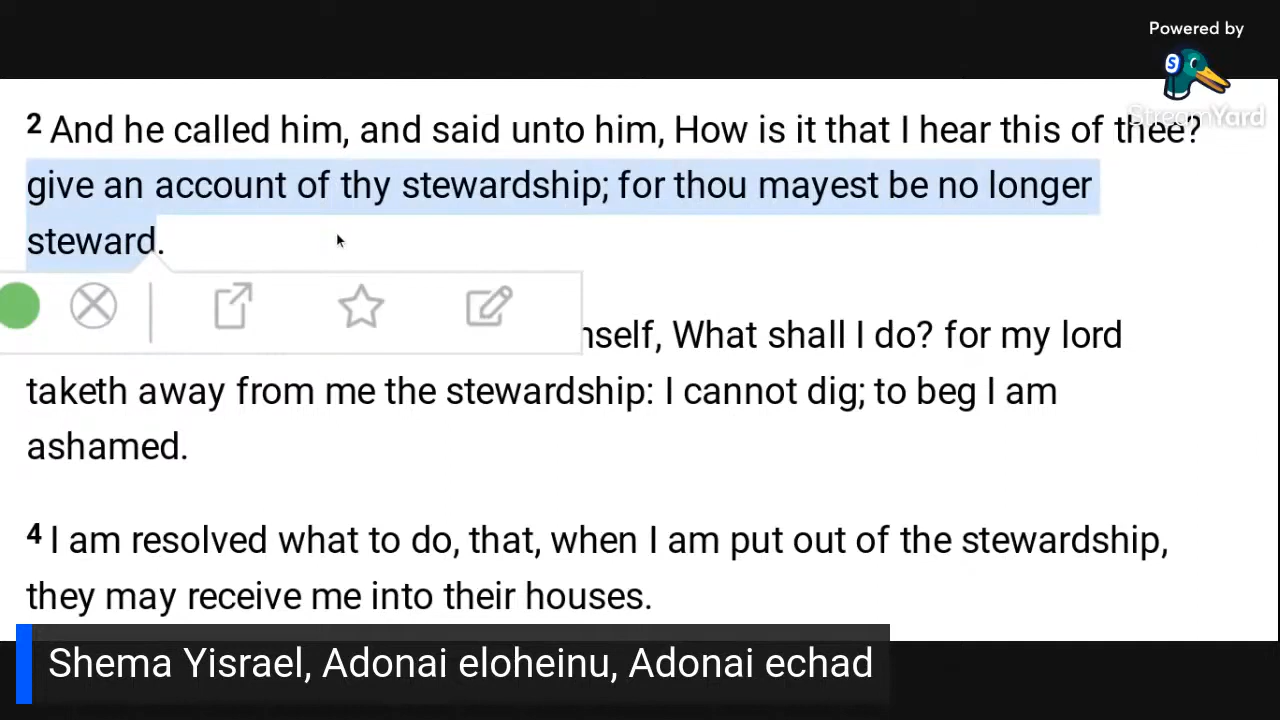 Powered by
S
StreamYard
2 And he called him, and said unto him, How is it that I hear this of thee?
give an account of thy stewardship; for thou mayest be no longer
steward.
mself, What shall I do? for my lord
taketh away from me the stewardship: I cannot dig; to beg I am
ashamed.
4 I am resolved what to do, that, when I am put out of the stewardship,
they may receive me into their houses.
Shema Yisrael, Adonai eloheinu, Adonai echad